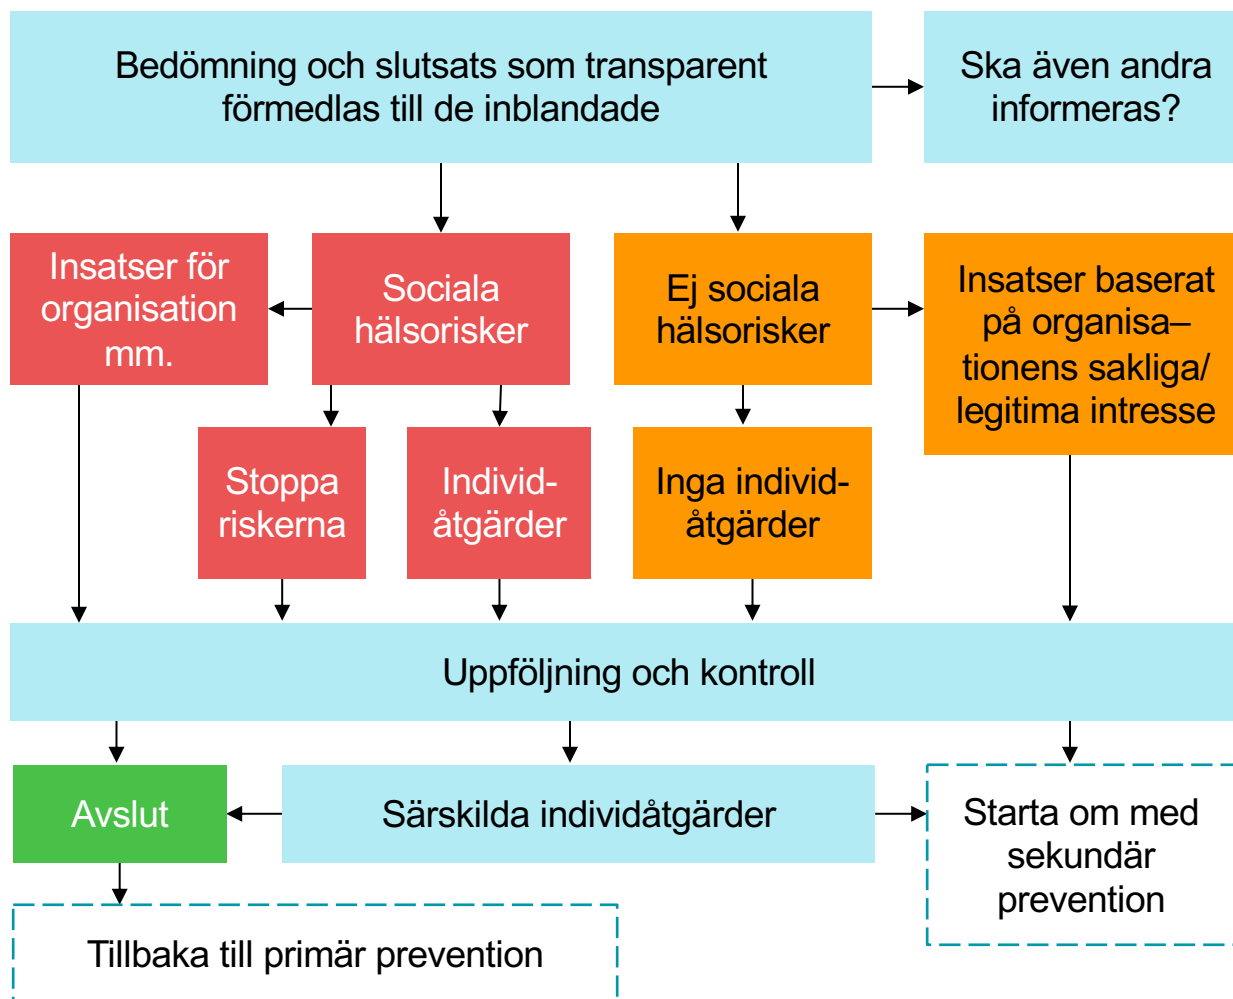 Bedömning och slutsats som transparent
förmedlas till de inblandade
Ska även andra
informeras?
Insatser för
organisation
mm.
Sociala
hälsorisker
Ej sociala
hälsorisker
Insatser baserat
på organisa–
tionens sakliga/
legitima intresse
Stoppa
riskerna
Individ-
åtgärder
Inga individ-
åtgärder
Uppföljning och kontroll
Avslut
Särskilda individåtgärder
Starta om med
sekundär
prevention
Tillbaka till primär prevention